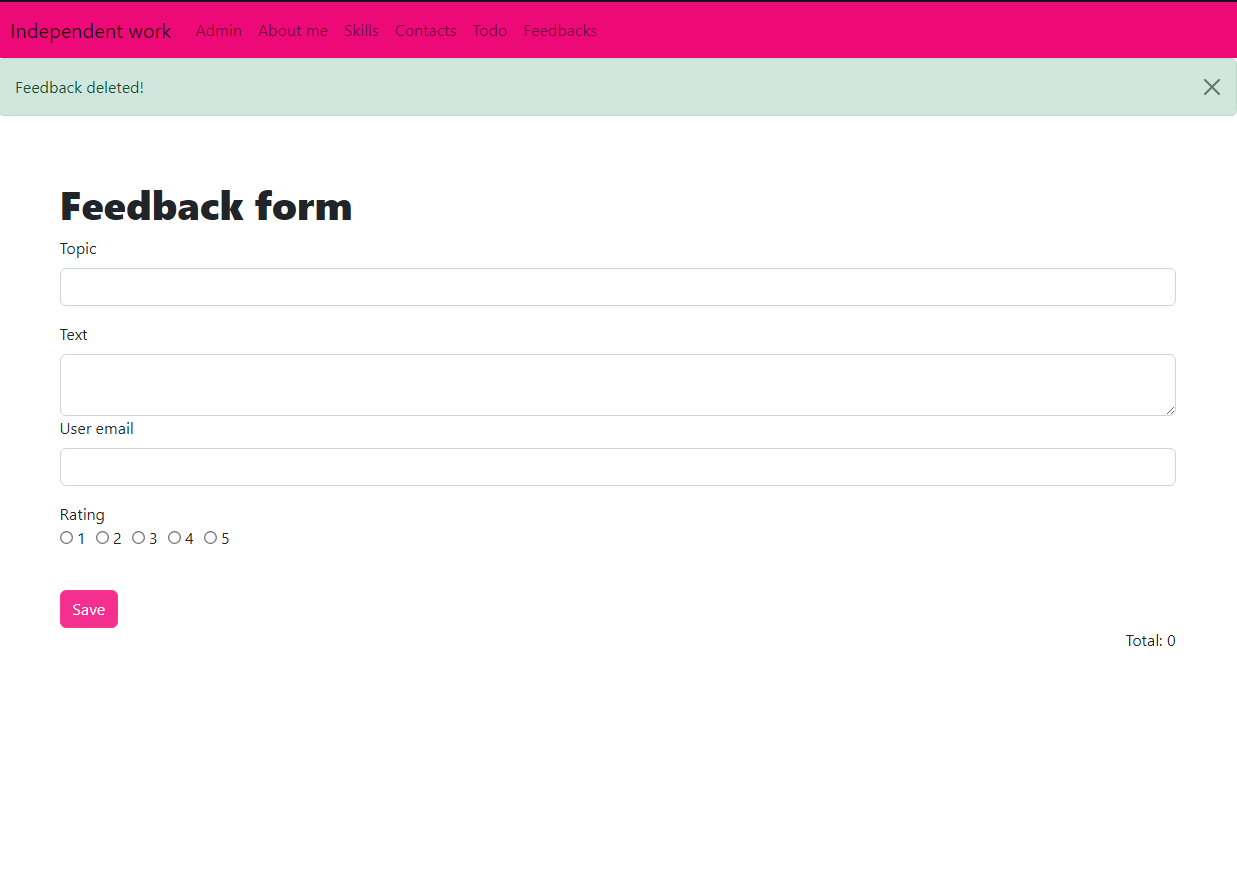 Independent work Admin About me Skills Contacts Todo Feedbacks
Feedback deleted!
Feedback form
Topic
Text
User email
Rating
1 2 3 4 5
Save
Total: 0